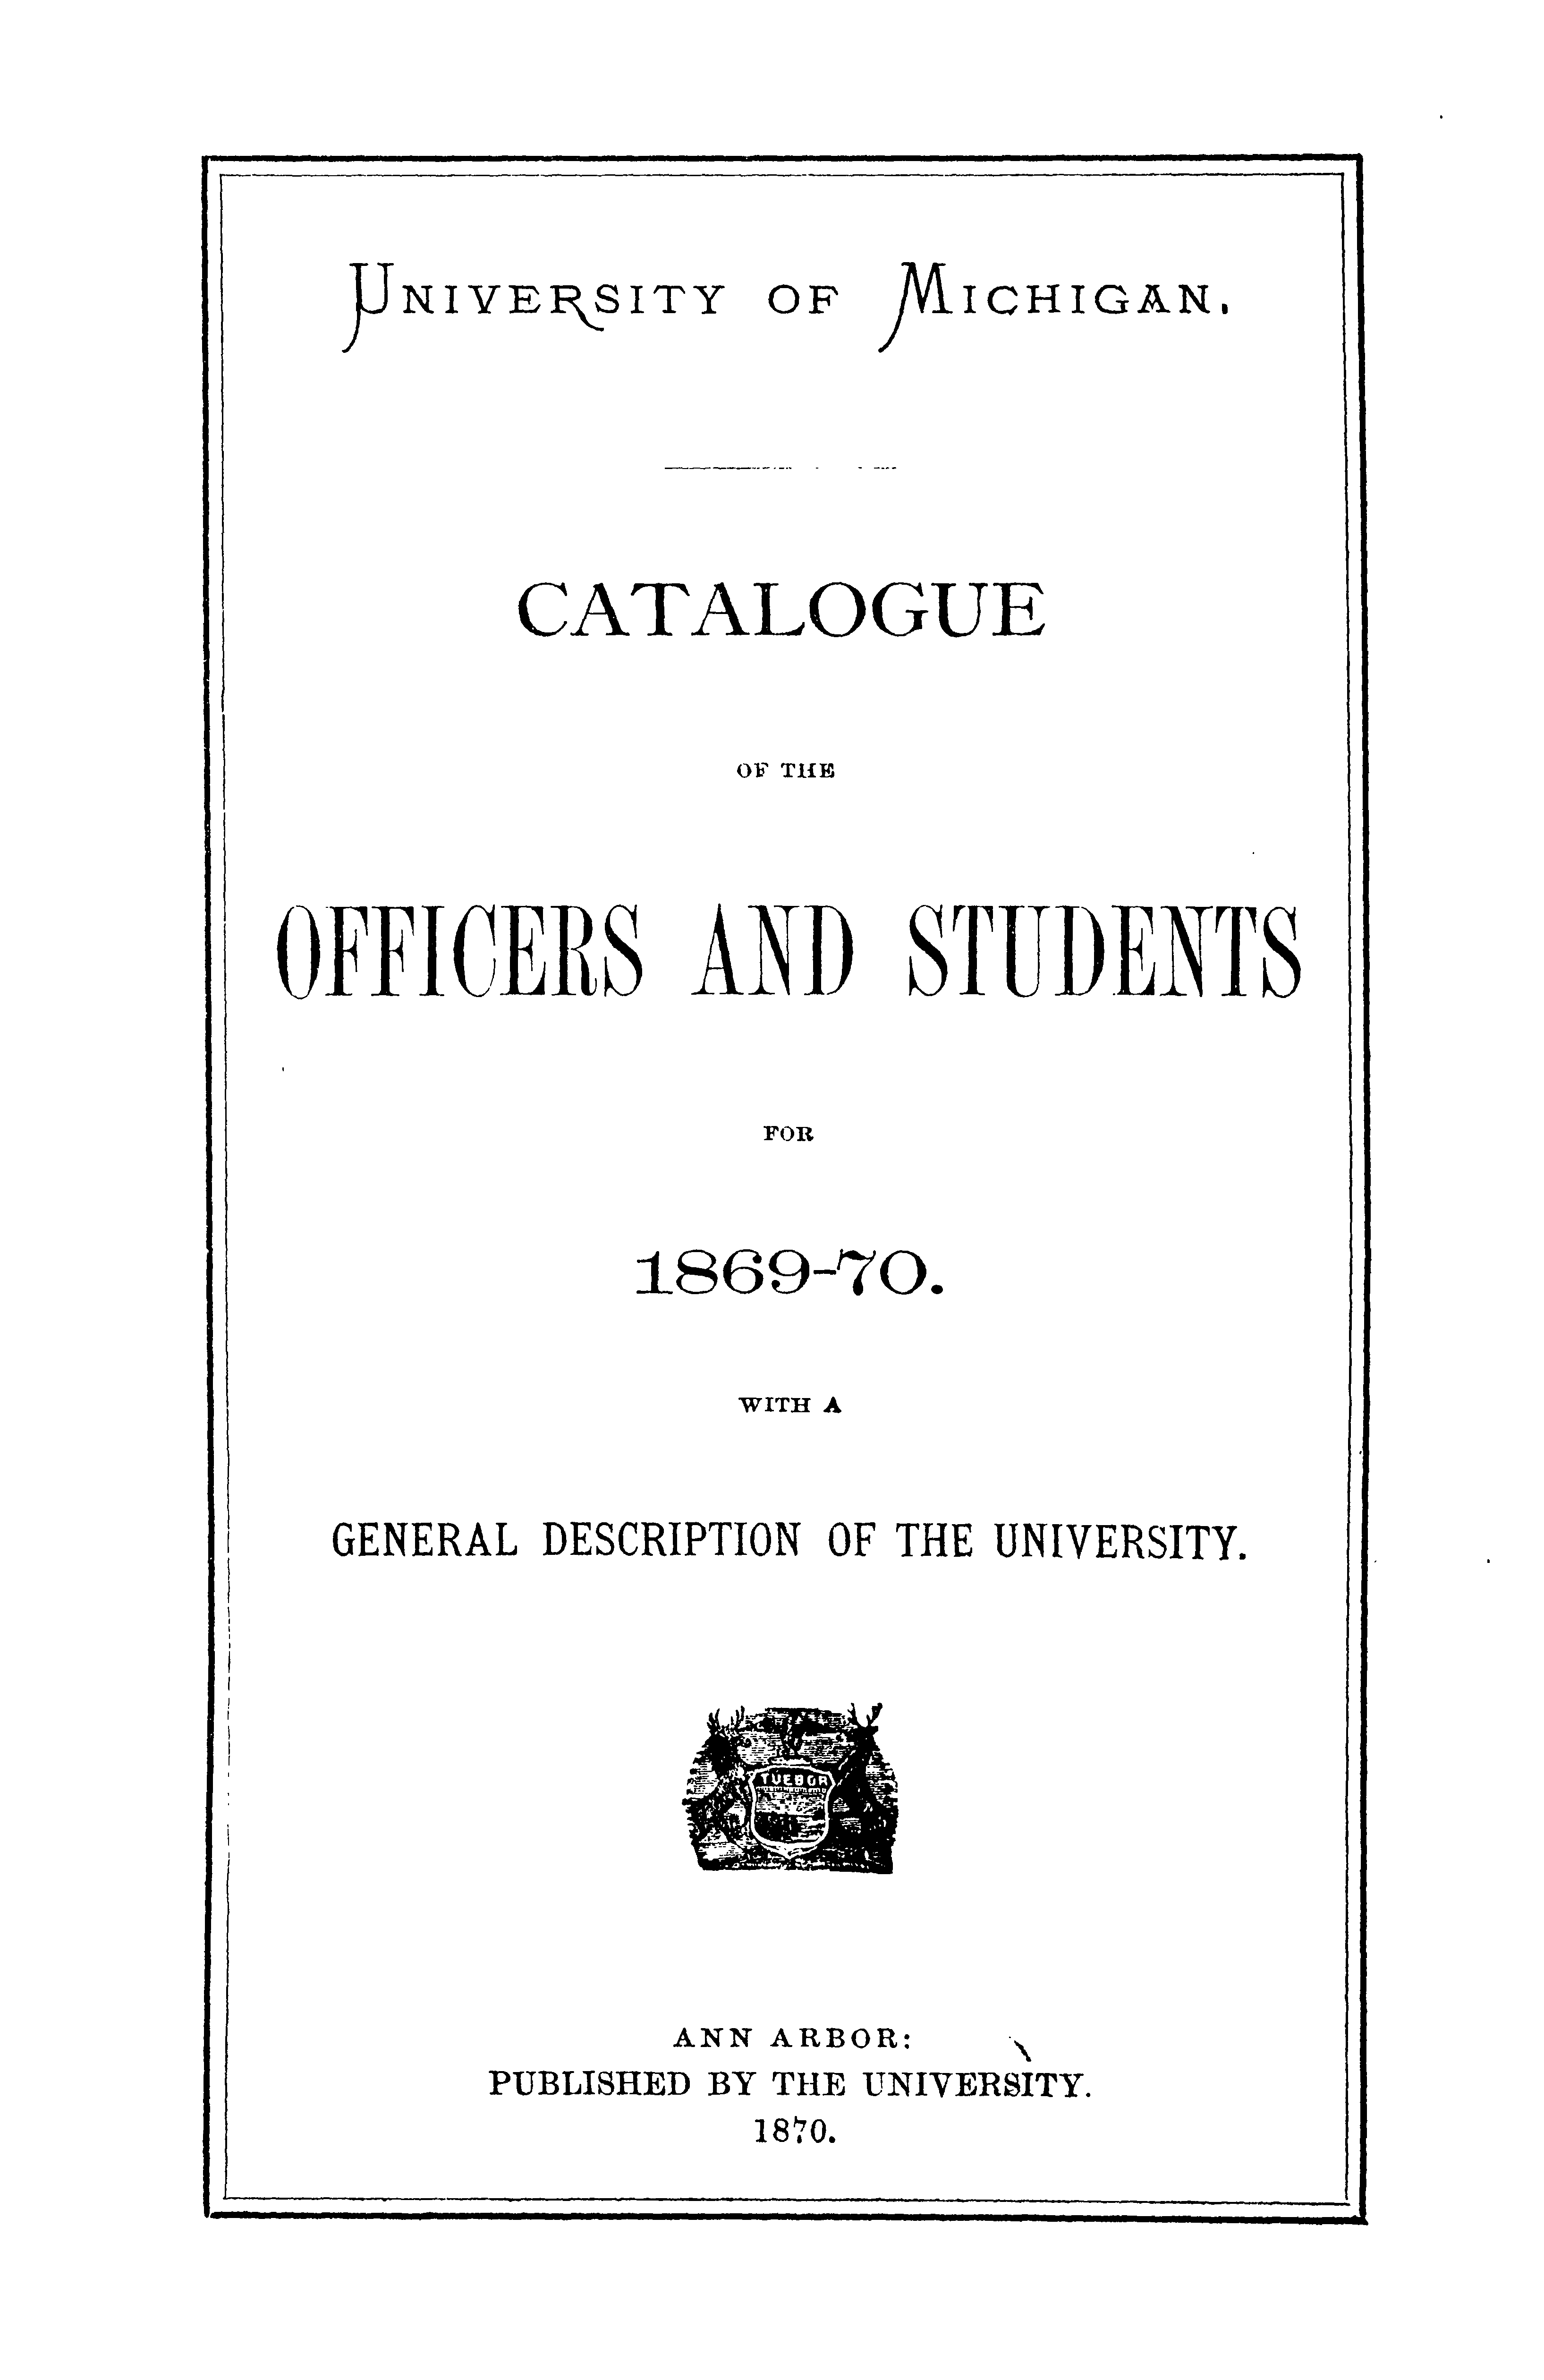 UNIVERSITY OF MICHIGAN.
CATALOGUE
OF THE
OFFICERS AND STUDENTS
FOR
1869-70.
WITH A
GENERAL DESCRIPTION OF THE UNIVERSITY.
TUEBOR
ANN ARBOR:
PUBLISHED BY THE UNIVERSITY.
1870.